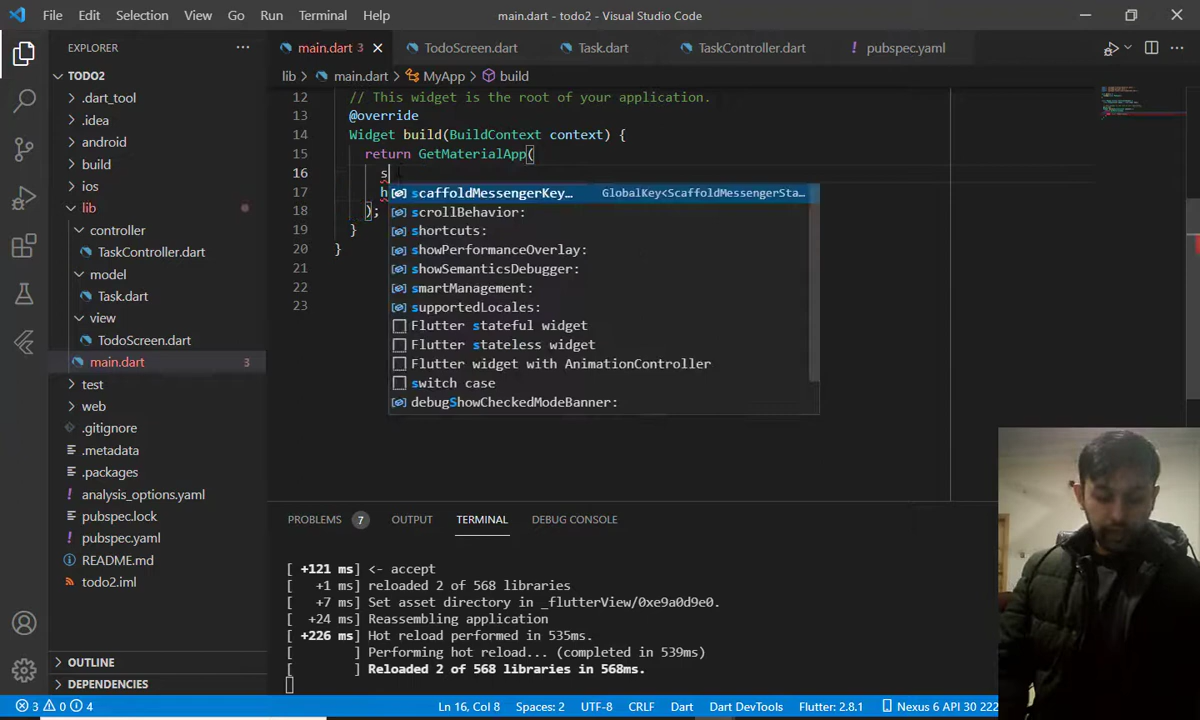 File Edit Selection View Go Run Terminal Help
main.dart - todo2 - Visual Studio Code
EXPLORER
TODO2
.dart_tool
.idea
android
build
ios
lib
controller
TaskController.dart
model
Task.dart
view
TodoScreen.dart
main.dart 3
test
web
.gitignore
.metadata
.packages
analysis_options.yaml
pubspec.lock
pubspec.yaml
README.md
todo2.iml
OUTLINE
DEPENDENCIES
main.dart 3 TodoScreen.dart Task.dart TaskController.dart ! pubspec.yaml
lib > main.dart > MyApp > build
12 // This widget is the root of your application.
13 @override
14 Widget build(BuildContext context) {
15 return GetMaterialApp(
16 s
17 h
18 );
19 }
20 }
21
22
23
scaffoldMessengerKey… GlobalKey<ScaffoldMessengerSta…
scrollBehavior:
shortcuts:
showPerformanceOverlay:
showSemanticsDebugger:
smartManagement:
supportedLocales:
Flutter stateful widget
Flutter stateless widget
Flutter widget with AnimationController
switch case
debugShowCheckedModeBanner:
PROBLEMS 7 OUTPUT TERMINAL DEBUG CONSOLE
[ +121 ms] <- accept
[ +1 ms] reloaded 2 of 568 libraries
[ +7 ms] Set asset directory in _flutterView/0xe9a0d9e0.
[ +24 ms] Reassembling application
[ +226 ms] Hot reload performed in 535ms.
[ ] Performing hot reload... (completed in 539ms)
[ ] Reloaded 2 of 568 libraries in 568ms.
3 0 4 Ln 16, Col 8 Spaces: 2 UTF-8 CRLF Dart Dart DevTools Flutter: 2.8.1 Nexus 6 API 30 222